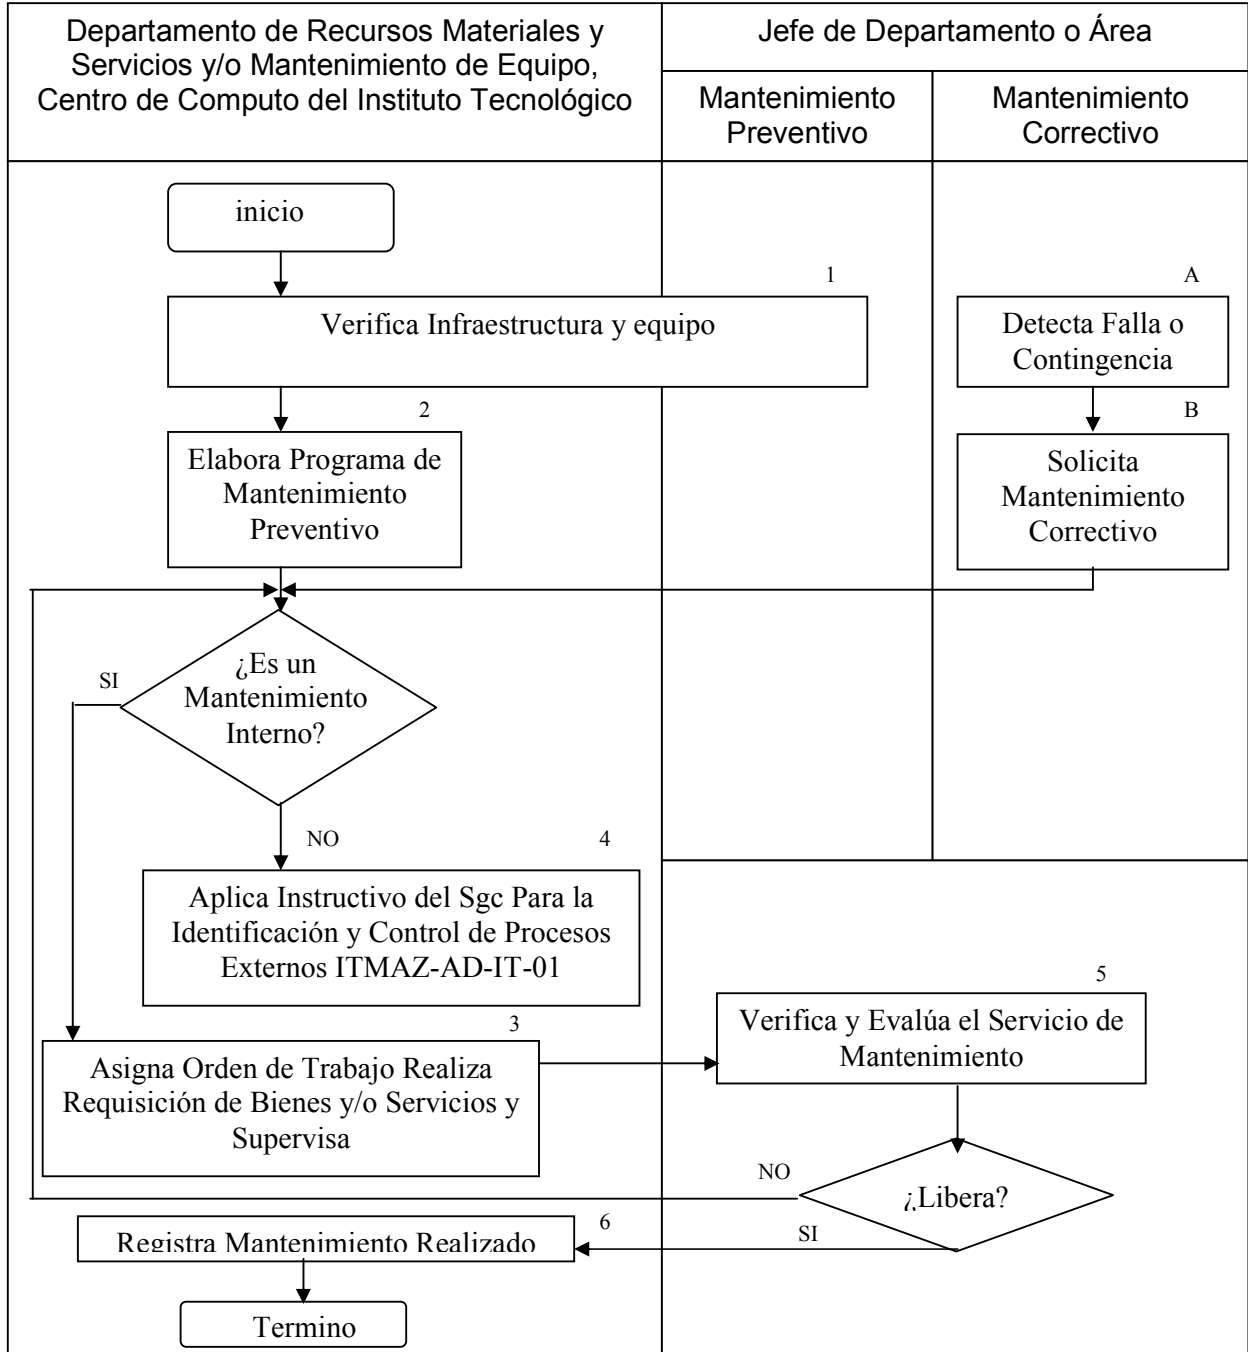 Departamento de Recursos Materiales y
Servicios y/o Mantenimiento de Equipo,
Centro de Computo del Instituto Tecnológico
Jefe de Departamento o Área
Mantenimiento
Preventivo
Mantenimiento
Correctivo
inicio
1
Verifica Infraestructura y equipo
A
Detecta Falla o
Contingencia
2
Elabora Programa de
Mantenimiento
Preventivo
B
Solicita
Mantenimiento
Correctivo
¿Es un
Mantenimiento
Interno?
SI
NO
4
Aplica Instructivo del Sgc Para la
Identificación y Control de Procesos
Externos ITMAZ-AD-IT-01
3
Asigna Orden de Trabajo Realiza
Requisición de Bienes y/o Servicios y
Supervisa
5
Verifica y Evalúa el Servicio de
Mantenimiento
NO
¿Libera?
SI
6
Registra Mantenimiento Realizado
Termino